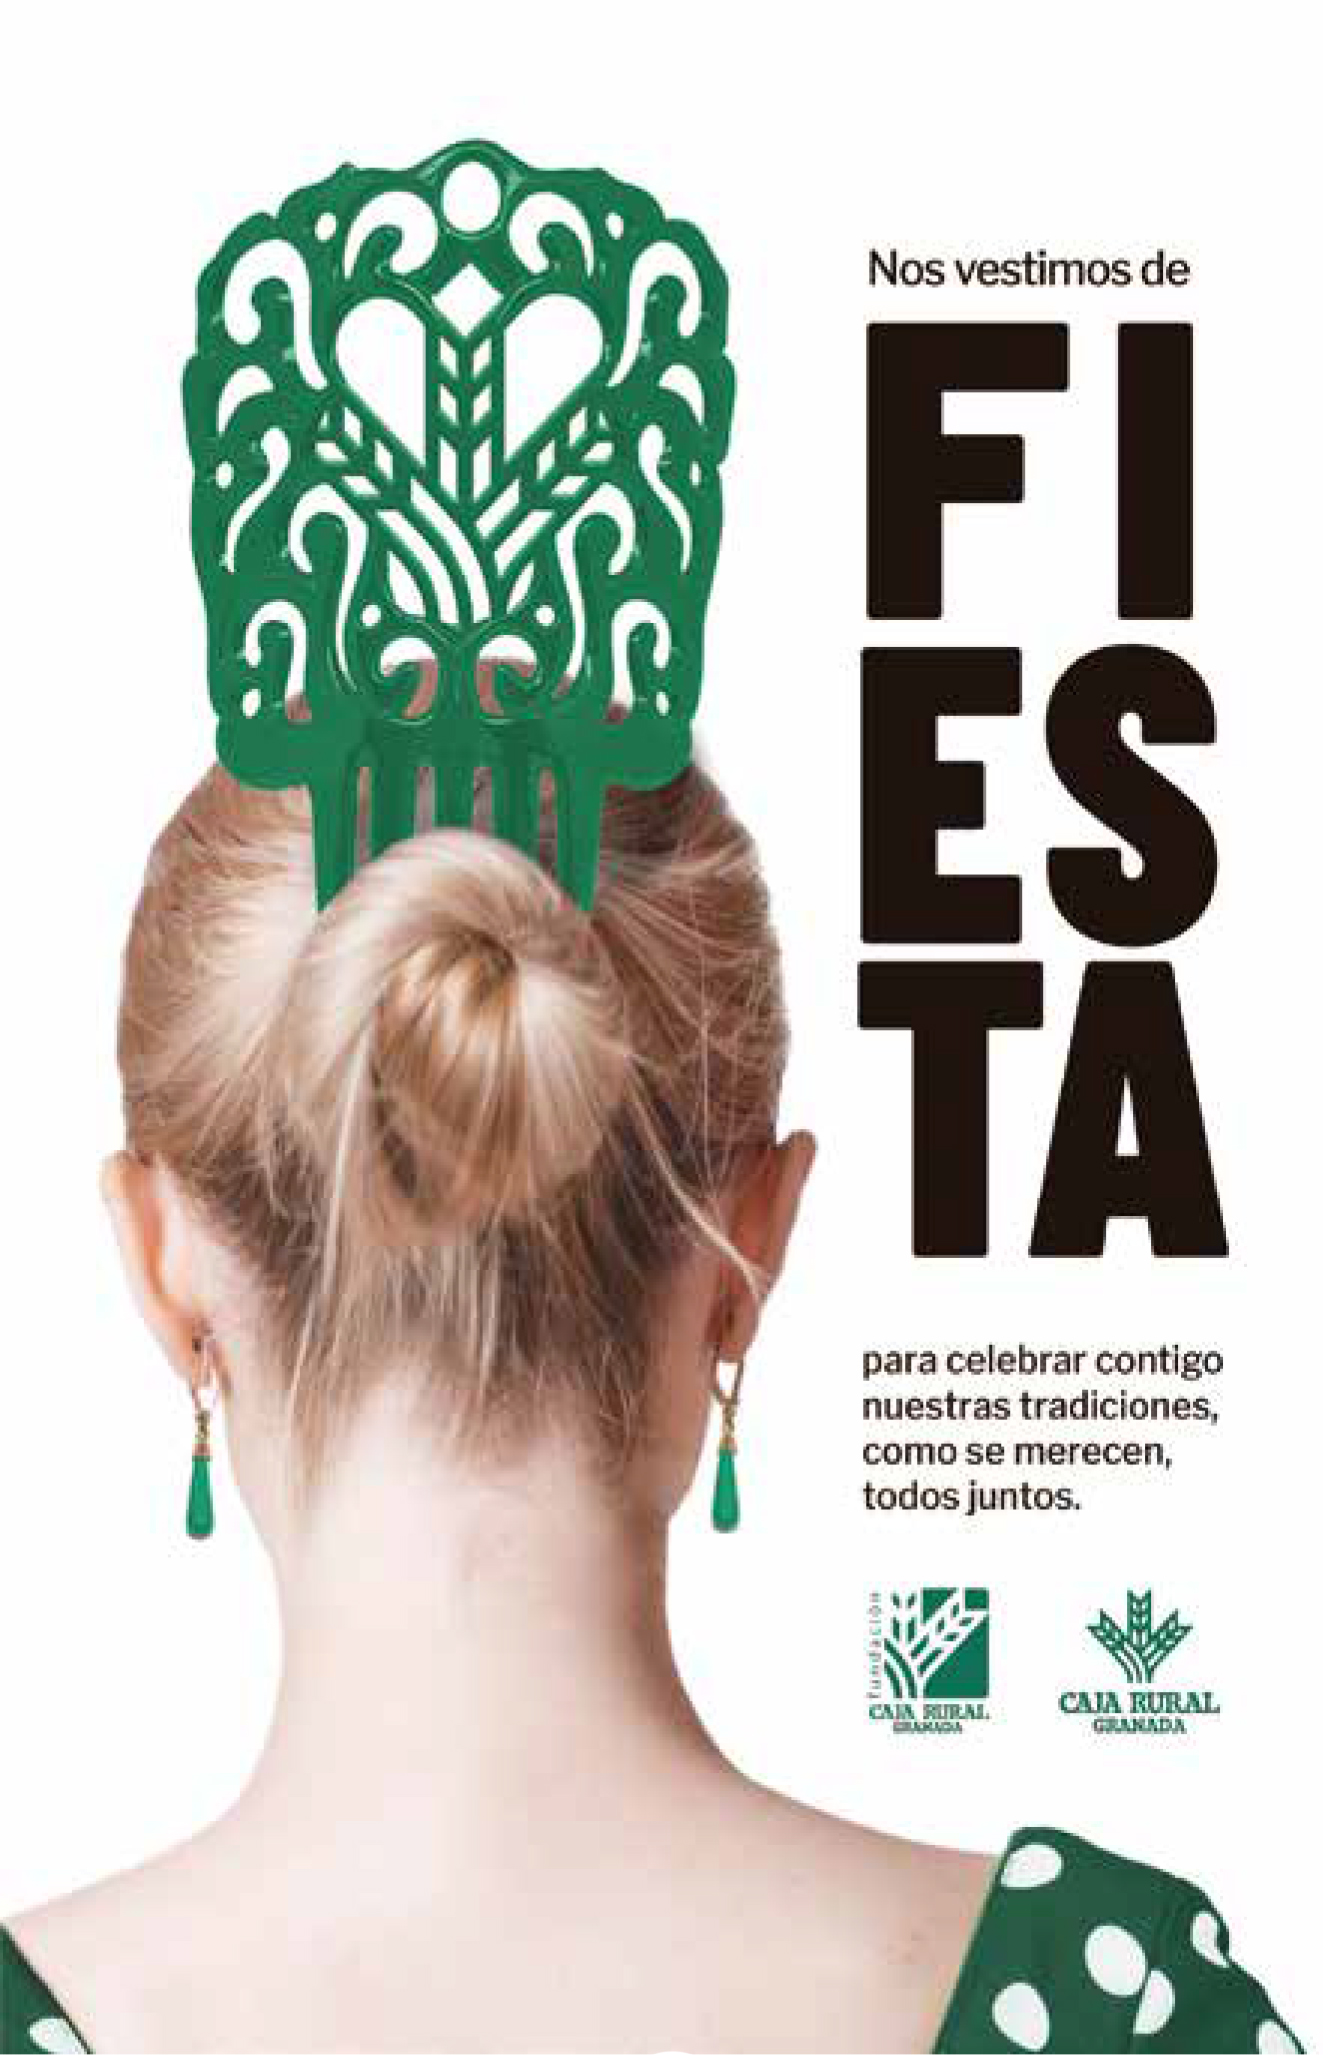 Nos vestimos de
FI
ES
TA
para celebrar contigo
nuestras tradiciones,
como se merecen,
todos juntos.
fundación
CAJA RURAL
GRANADA
CAJA RURAL
GRANADA